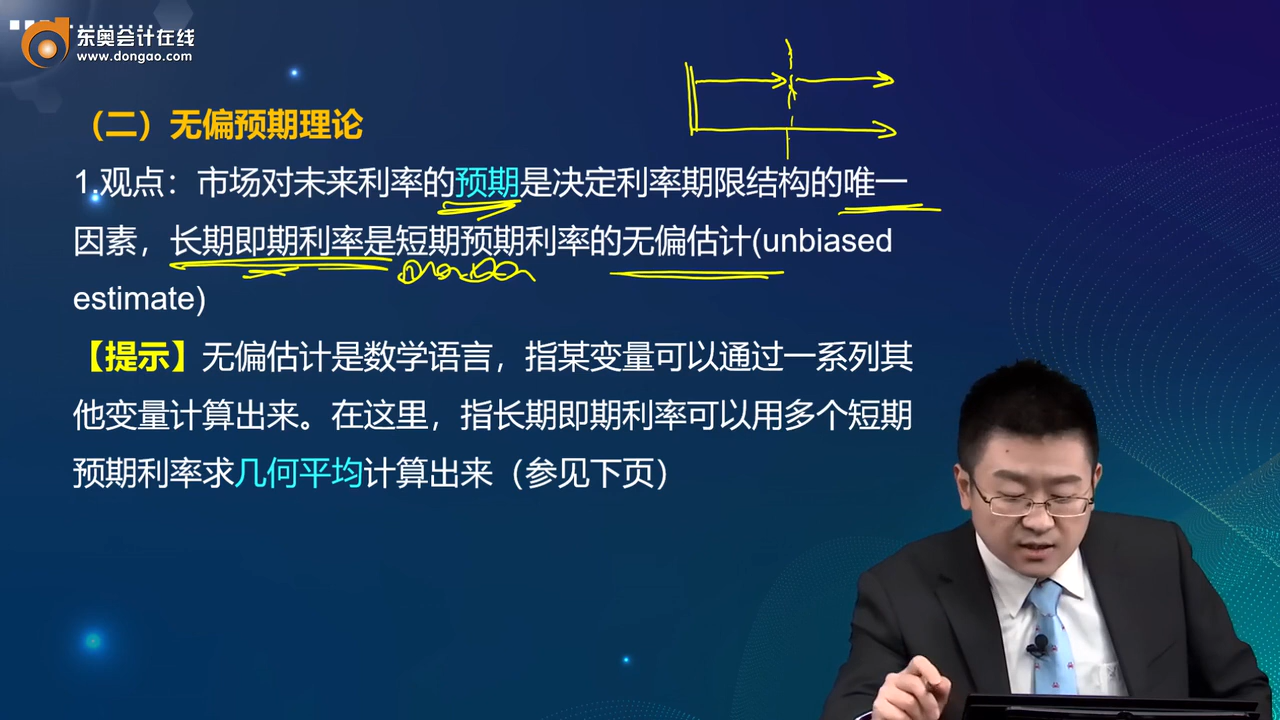 东奥会计在线
www.dongao.com
（二）无偏预期理论
1.观点：市场对未来利率的预期是决定利率期限结构的唯一
因素，长期即期利率是短期预期利率的无偏估计(unbiased
estimate)
【提示】无偏估计是数学语言，指某变量可以通过一系列其
他变量计算出来。在这里，指长期即期利率可以用多个短期
预期利率求几何平均计算出来（参见下页）